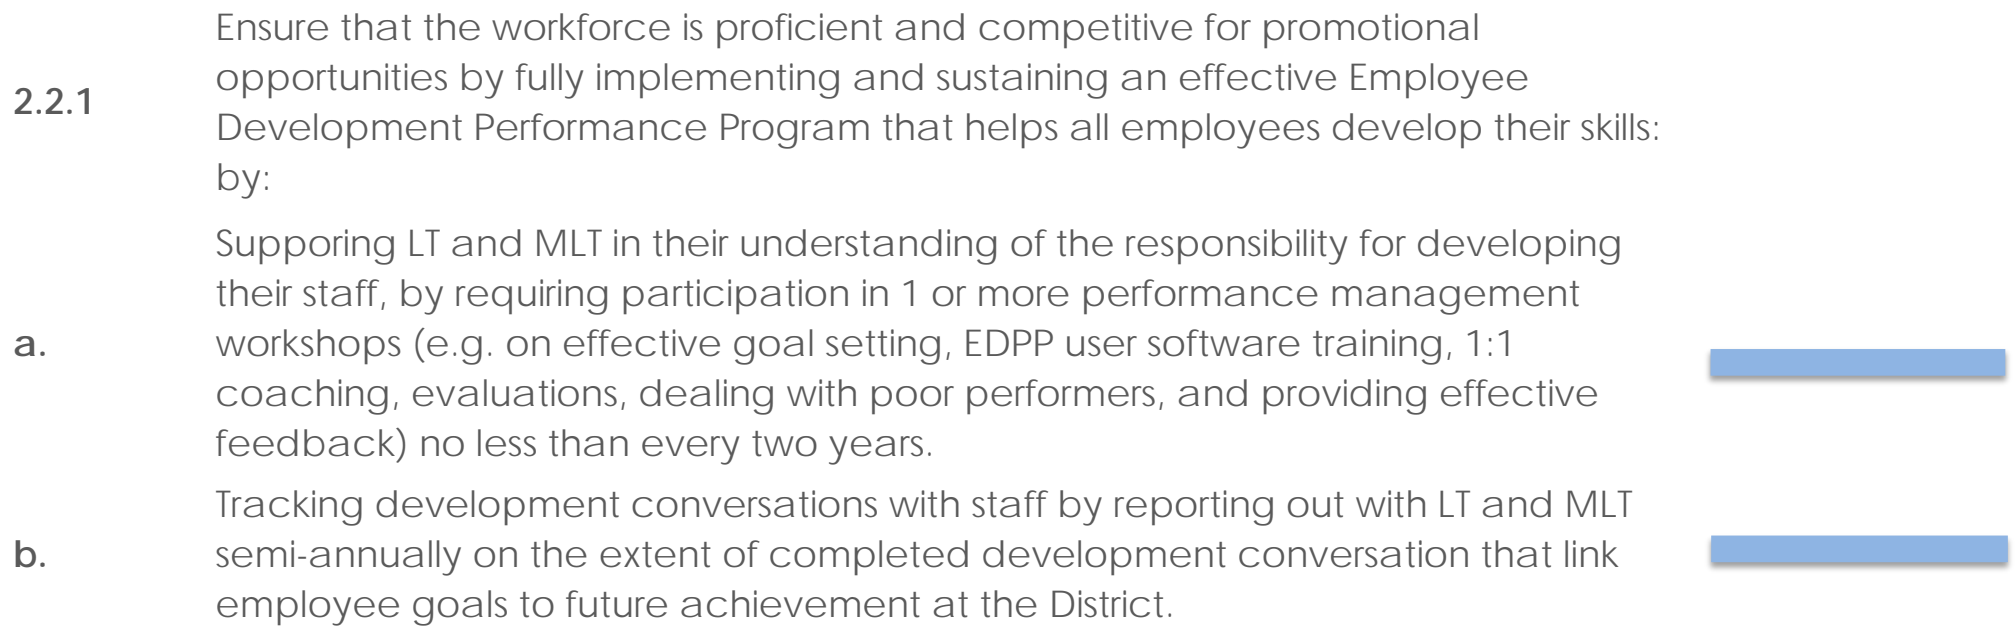 Ensure that the workforce is proficient and competitive for promotional
opportunities by fully implementing and sustaining an effective Employee
2.2.1
Development Performance Program that helps all employees develop their skills:
by:
Supporing LT and MLT in their understanding of the responsibility for developing
their staff, by requiring participation in 1 or more performance management
a.
workshops (e.g. on effective goal setting, EDPP user software training, 1:1
coaching, evaluations, dealing with poor performers, and providing effective
feedback) no less than every two years.
Tracking development conversations with staff by reporting out with LT and MLT
b.
semi-annually on the extent of completed development conversation that link
employee goals to future achievement at the District.